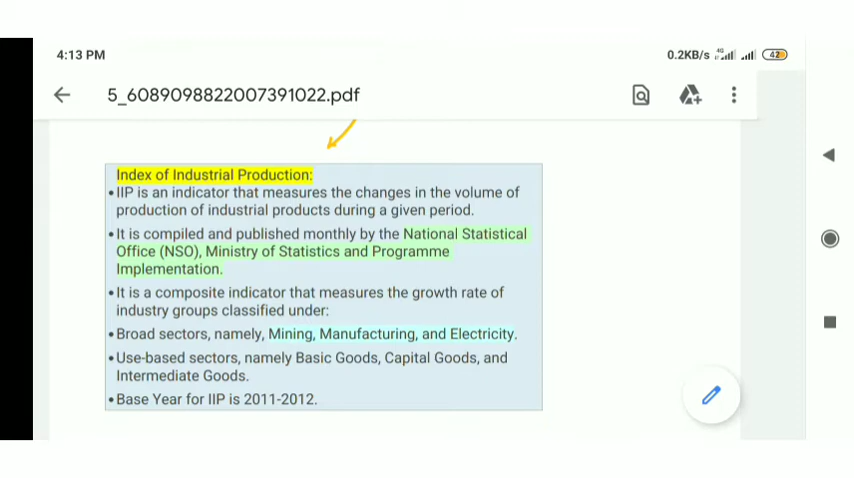 4:13 PM
0.2KB/s 4G 42
5_6089098822007391022.pdf
Index of Industrial Production:
•IIP is an indicator that measures the changes in the volume of
production of industrial products during a given period.
•It is compiled and published monthly by the National Statistical
Office (NSO), Ministry of Statistics and Programme
Implementation.
•It is a composite indicator that measures the growth rate of
industry groups classified under:
•Broad sectors, namely, Mining, Manufacturing, and Electricity.
•Use-based sectors, namely Basic Goods, Capital Goods, and
Intermediate Goods.
•Base Year for IIP is 2011-2012.